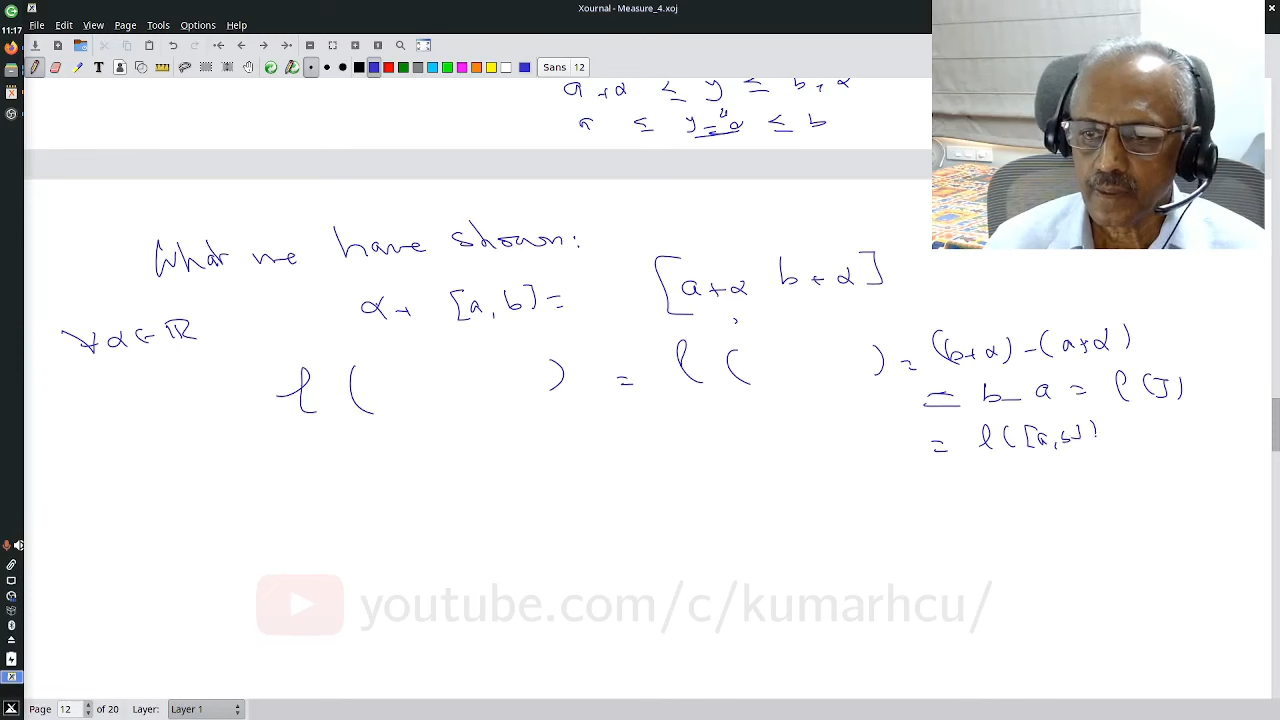 11:17
Xournal - Measure_4.xoj
File Edit View Page Journal Tools Options Help
Sans 12
a+α ≤ y ≤ b+α
a ≤ y-α ≤ b
What we have shown:
α+ [a,b] = [a+α, b+α]
∀ α ∈ ℝ
l ( ) = l ( ) = (b+α) - (a+α)
= b - a = l(J)
= l([a,b])
youtube.com/c/kumarhcu/
Page 12 of 20 Layer: Layer 1